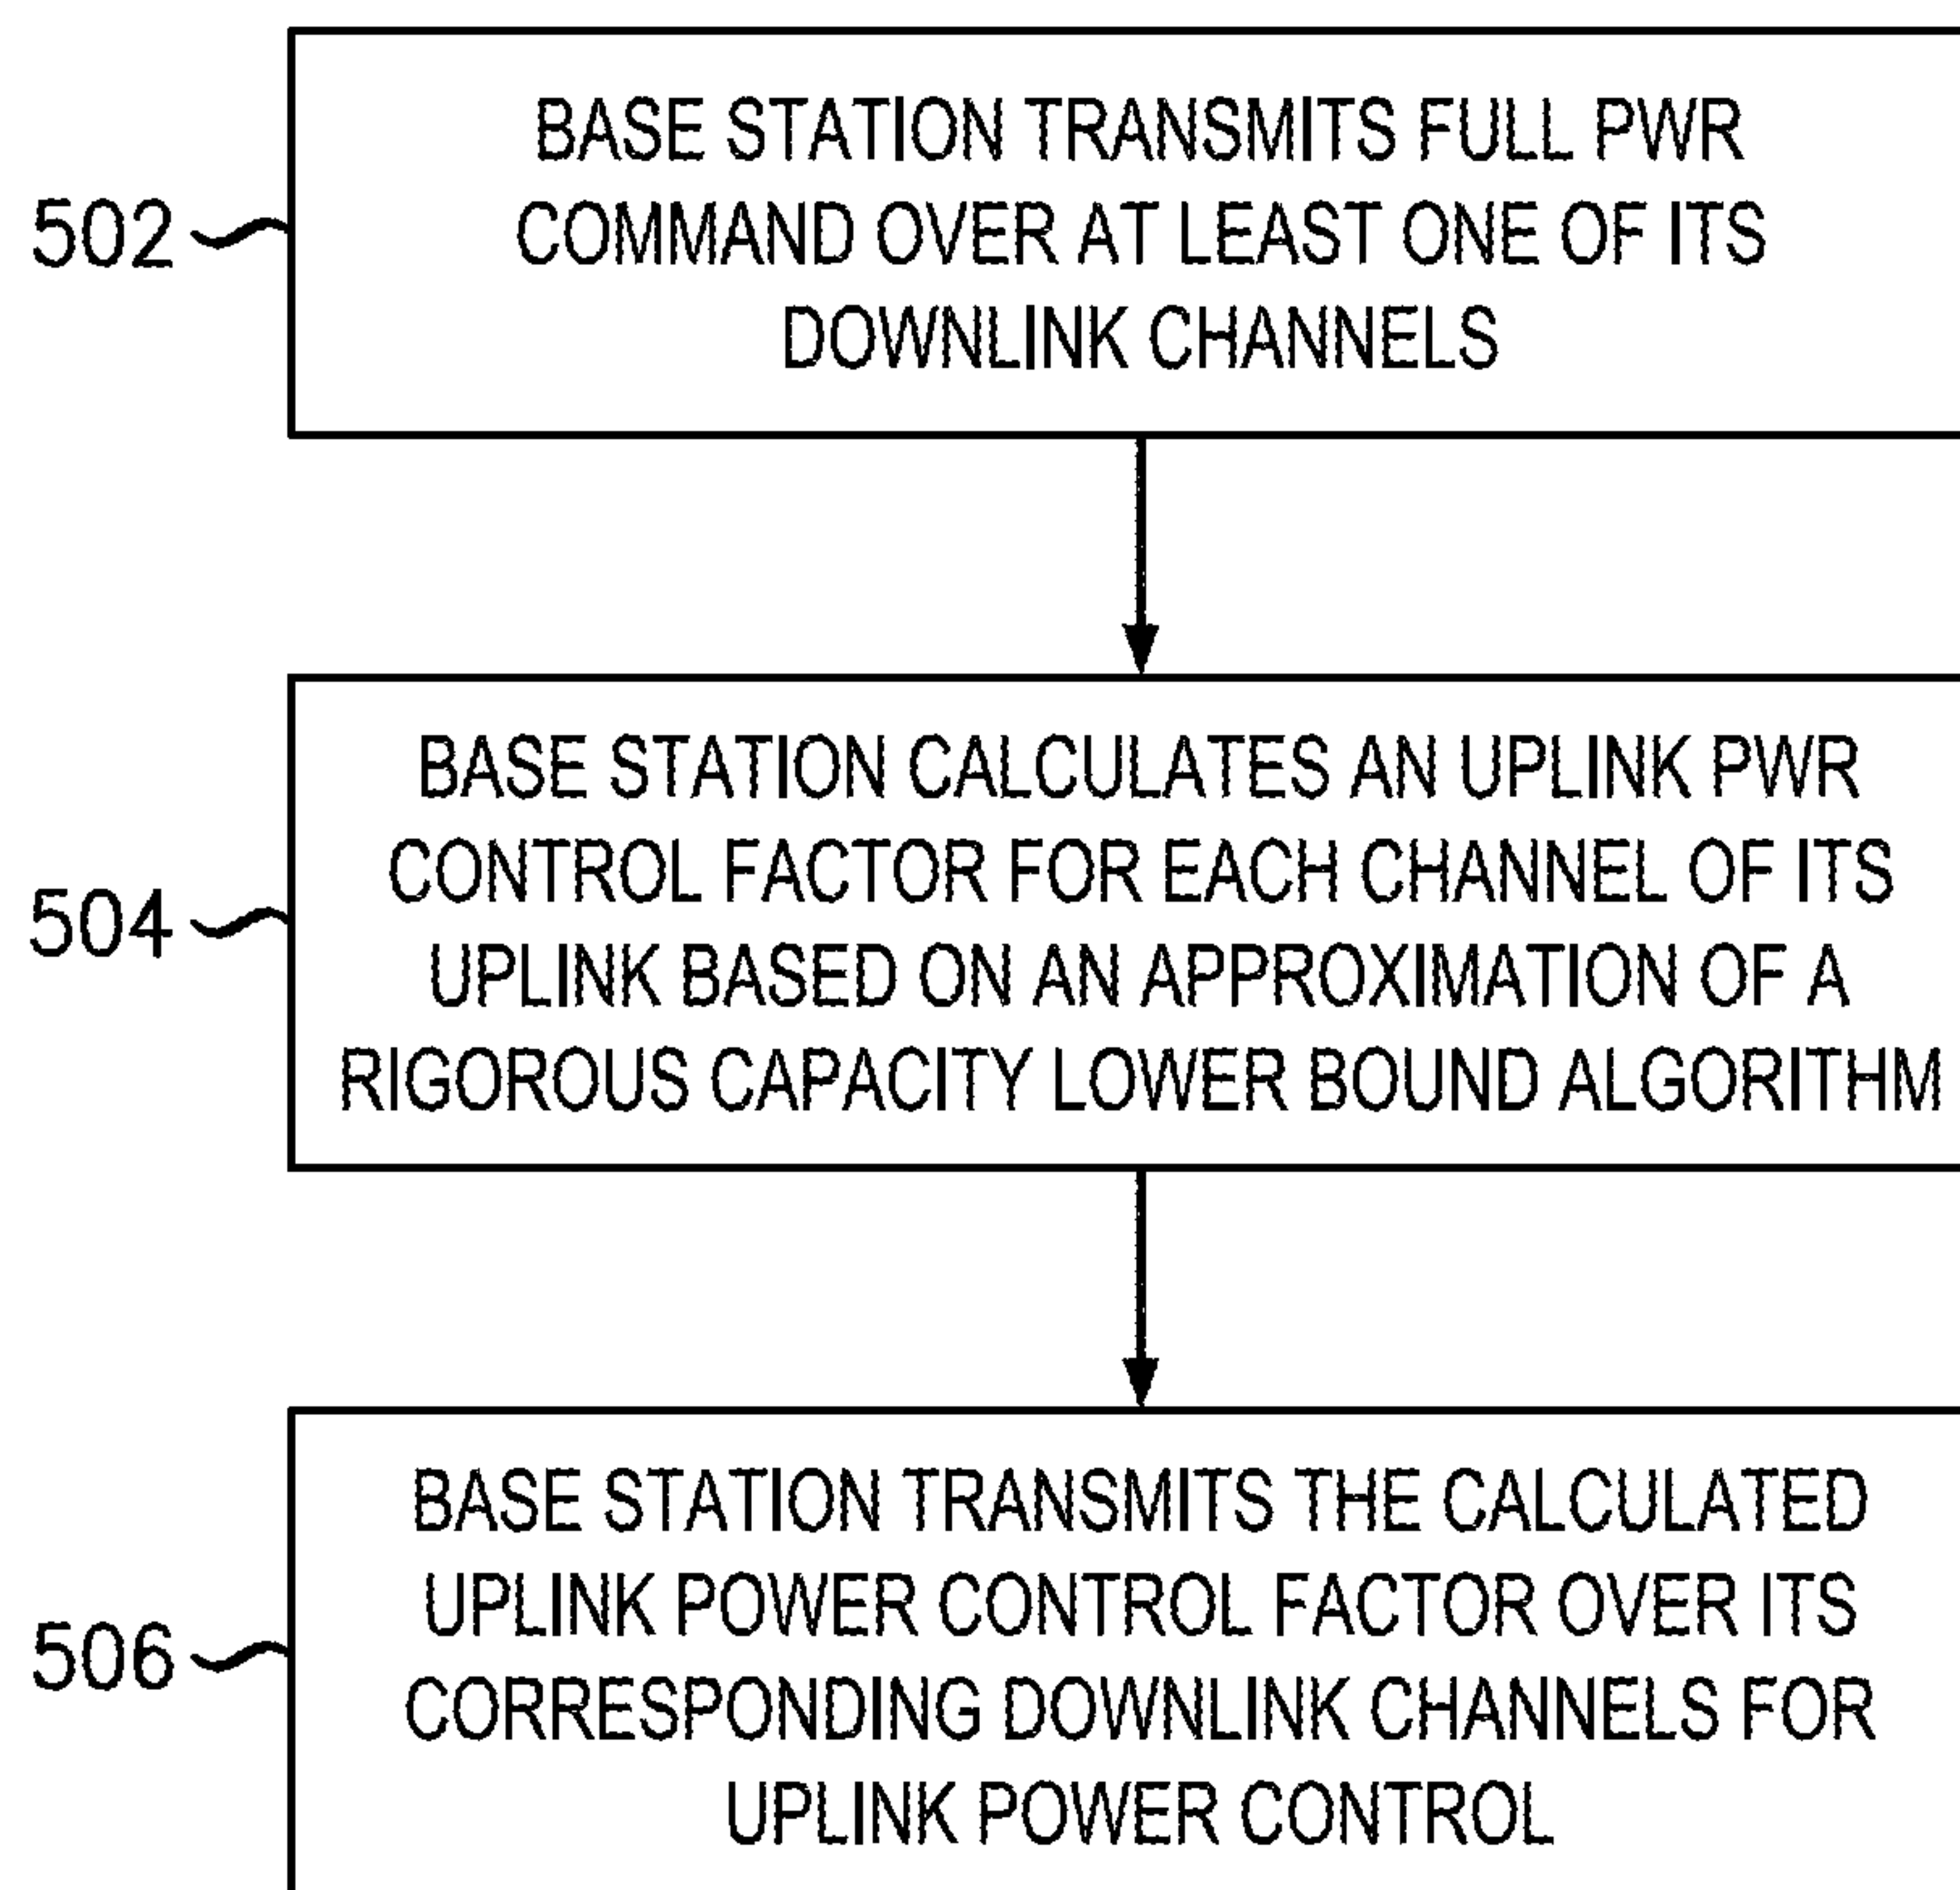 BASE STATION TRANSMITS FULL PWR
COMMAND OVER AT LEAST ONE OF ITS
DOWNLINK CHANNELS
502
BASE STATION CALCULATES AN UPLINK PWR
CONTROL FACTOR FOR EACH CHANNEL OF ITS
UPLINK BASED ON AN APPROXIMATION OF A
RIGOROUS CAPACITY LOWER BOUND ALGORITHM
504
BASE STATION TRANSMITS THE CALCULATED
UPLINK POWER CONTROL FACTOR OVER ITS
CORRESPONDING DOWNLINK CHANNELS FOR
UPLINK POWER CONTROL
506